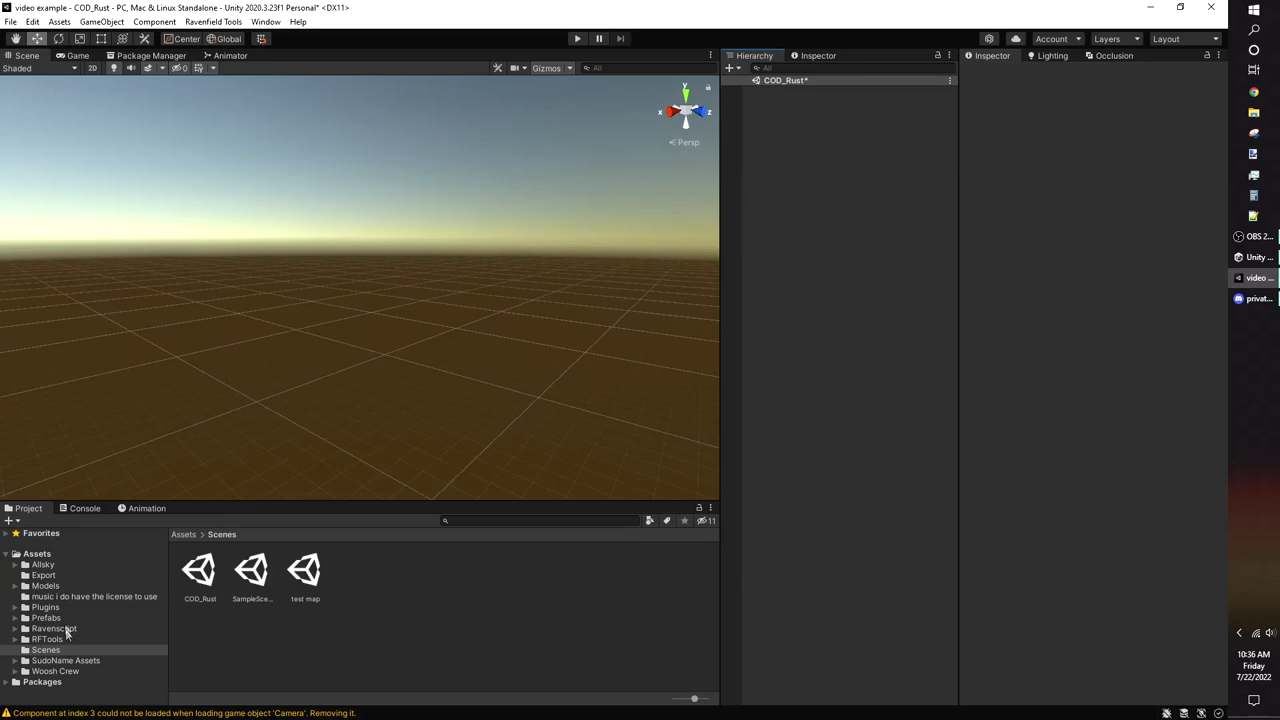 video example - COD_Rust - PC, Mac & Linux Standalone - Unity 2020.3.23f1 Personal* <DX11>
File Edit Assets GameObject Component Ravenfield Tools Window Help
Center Global Account Layers Layout
Scene Game Package Manager Animator Hierarchy Inspector Inspector Lighting Occlusion
Shaded 2D 0 Gizmos All All
COD_Rust*
y
x z
Persp
OBS 2...
Unity ...
video ...
privat...
Project Console Animation
11
Favorites
Assets > Scenes
Assets
Allsky
Export
Models
music i do have the license to use
COD_Rust SampleSce... test map
Plugins
Prefabs
Ravenscript
RFTools
Scenes
SudoName Assets
Woosh Crew
Packages
10:36 AM
Friday
7/22/2022
Component at index 3 could not be loaded when loading game object 'Camera'. Removing it.